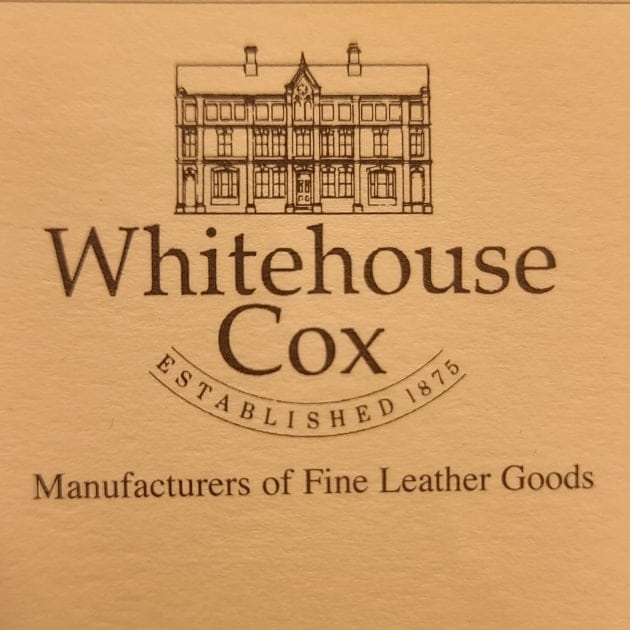 Whitehouse
Cox
ESTABLISHED 1875
Manufacturers of Fine Leather Goods